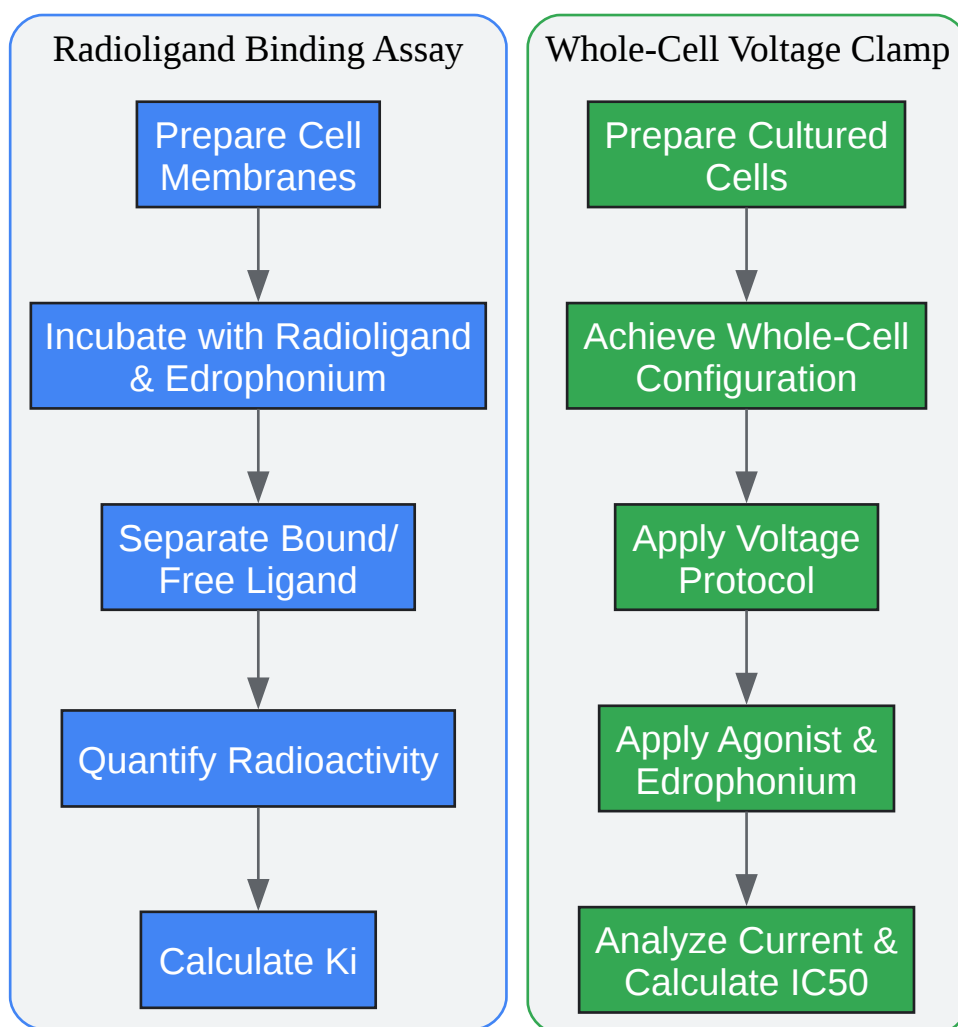 Radioligand Binding Assay
Prepare Cell
Membranes
Incubate with Radioligand
& Edrophonium
Separate Bound/
Free Ligand
Quantify Radioactivity
Calculate Ki
Whole-Cell Voltage Clamp
Prepare Cultured
Cells
Achieve Whole-Cell
Configuration
Apply Voltage
Protocol
Apply Agonist &
Edrophonium
Analyze Current &
Calculate IC50